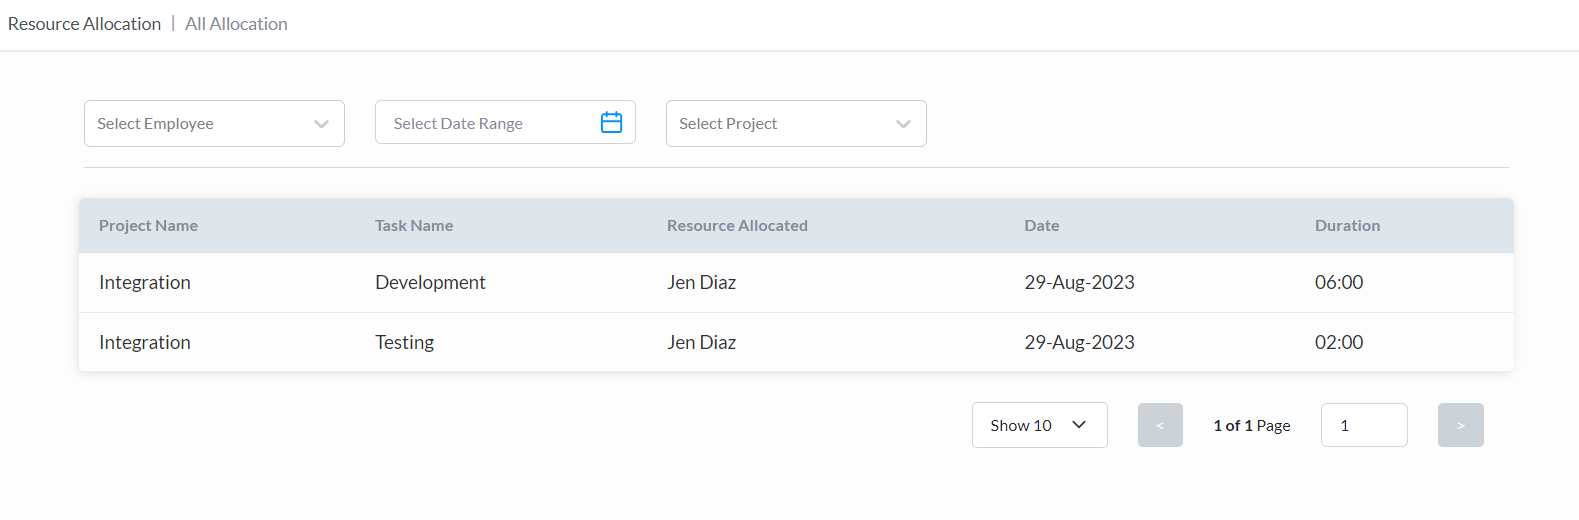 Resource Allocation | All Allocation
Select Employee Select Date Range Select Project
Project Name Task Name Resource Allocated Date Duration
Integration Development Jen Diaz 29-Aug-2023 06:00
Integration Testing Jen Diaz 29-Aug-2023 02:00
Show 10 < 1 of 1 Page 1 >